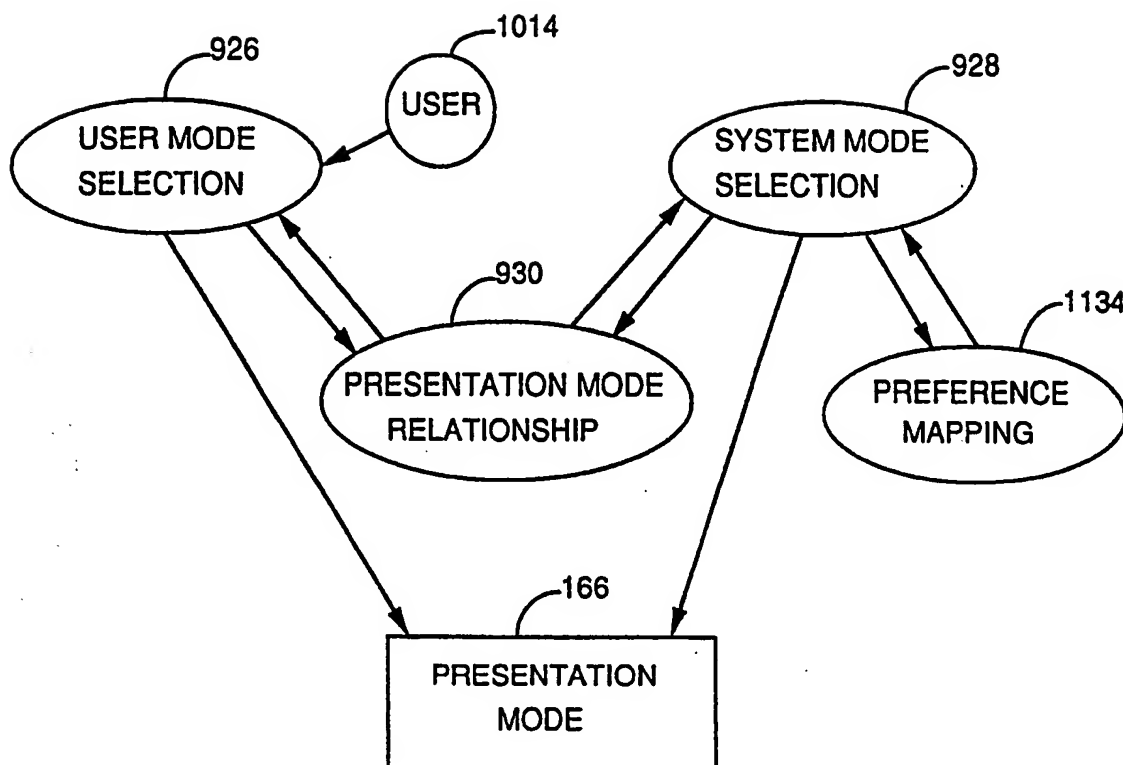 1014
926
USER
928
USER MODE
SELECTION
SYSTEM MODE
SELECTION
930
1134
PRESENTATION MODE
RELATIONSHIP
PREFERENCE
MAPPING
166
PRESENTATION
MODE